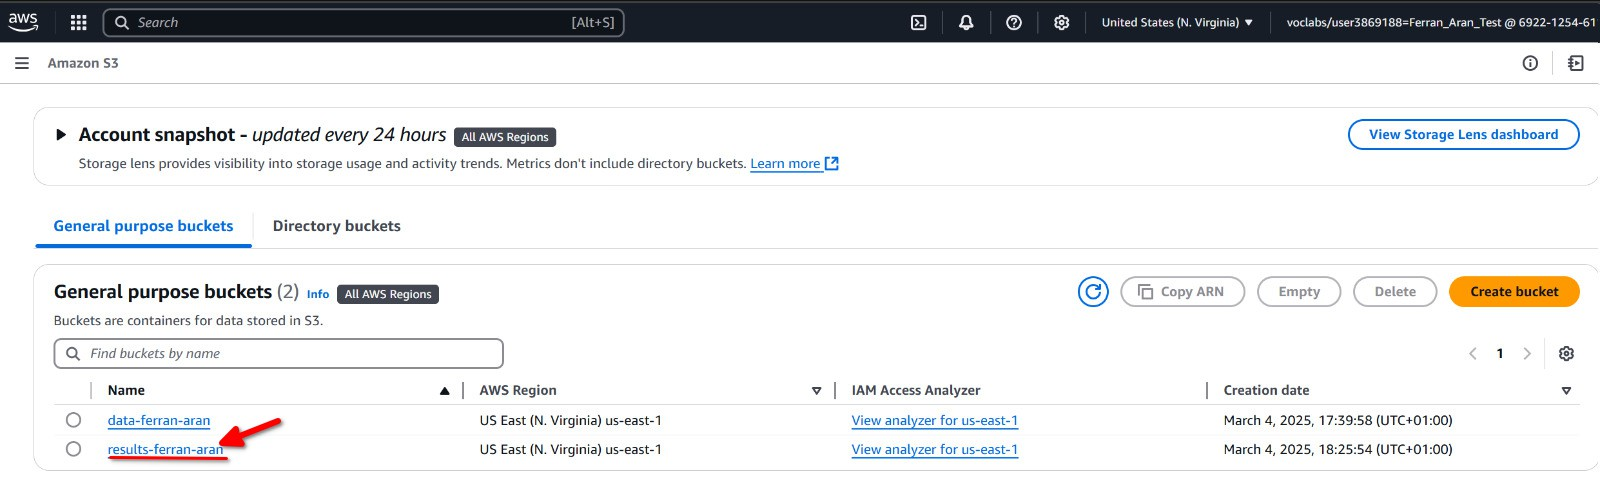 aws Search [Alt+S] United States (N. Virginia) voclabs/user3869188=Ferran_Aran_Test @ 6922-1254-61
Amazon S3
Account snapshot - updated every 24 hours All AWS Regions View Storage Lens dashboard
Storage lens provides visibility into storage usage and activity trends. Metrics don't include directory buckets. Learn more
General purpose buckets Directory buckets
General purpose buckets (2) Info All AWS Regions Copy ARN Empty Delete Create bucket
Buckets are containers for data stored in S3.
Find buckets by name 1
Name AWS Region IAM Access Analyzer Creation date
data-ferran-aran US East (N. Virginia) us-east-1 View analyzer for us-east-1 March 4, 2025, 17:39:58 (UTC+01:00)
results-ferran-aran US East (N. Virginia) us-east-1 View analyzer for us-east-1 March 4, 2025, 18:25:54 (UTC+01:00)